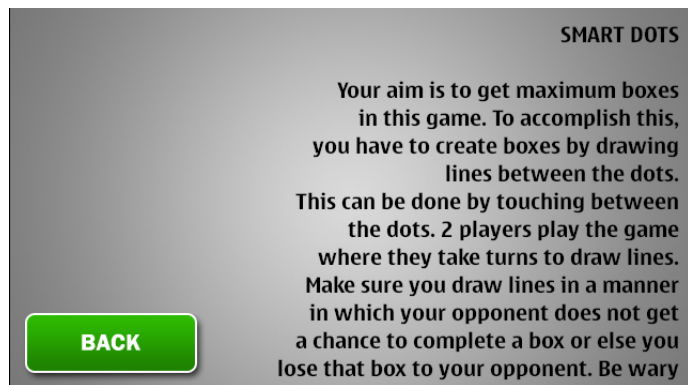 SMART DOTS
Your aim is to get maximum boxes
in this game. To accomplish this,
you have to create boxes by drawing
lines between the dots.
This can be done by touching between
the dots. 2 players play the game
where they take turns to draw lines.
Make sure you draw lines in a manner
in which your opponent does not get
a chance to complete a box or else you
lose that box to your opponent. Be wary
BACK